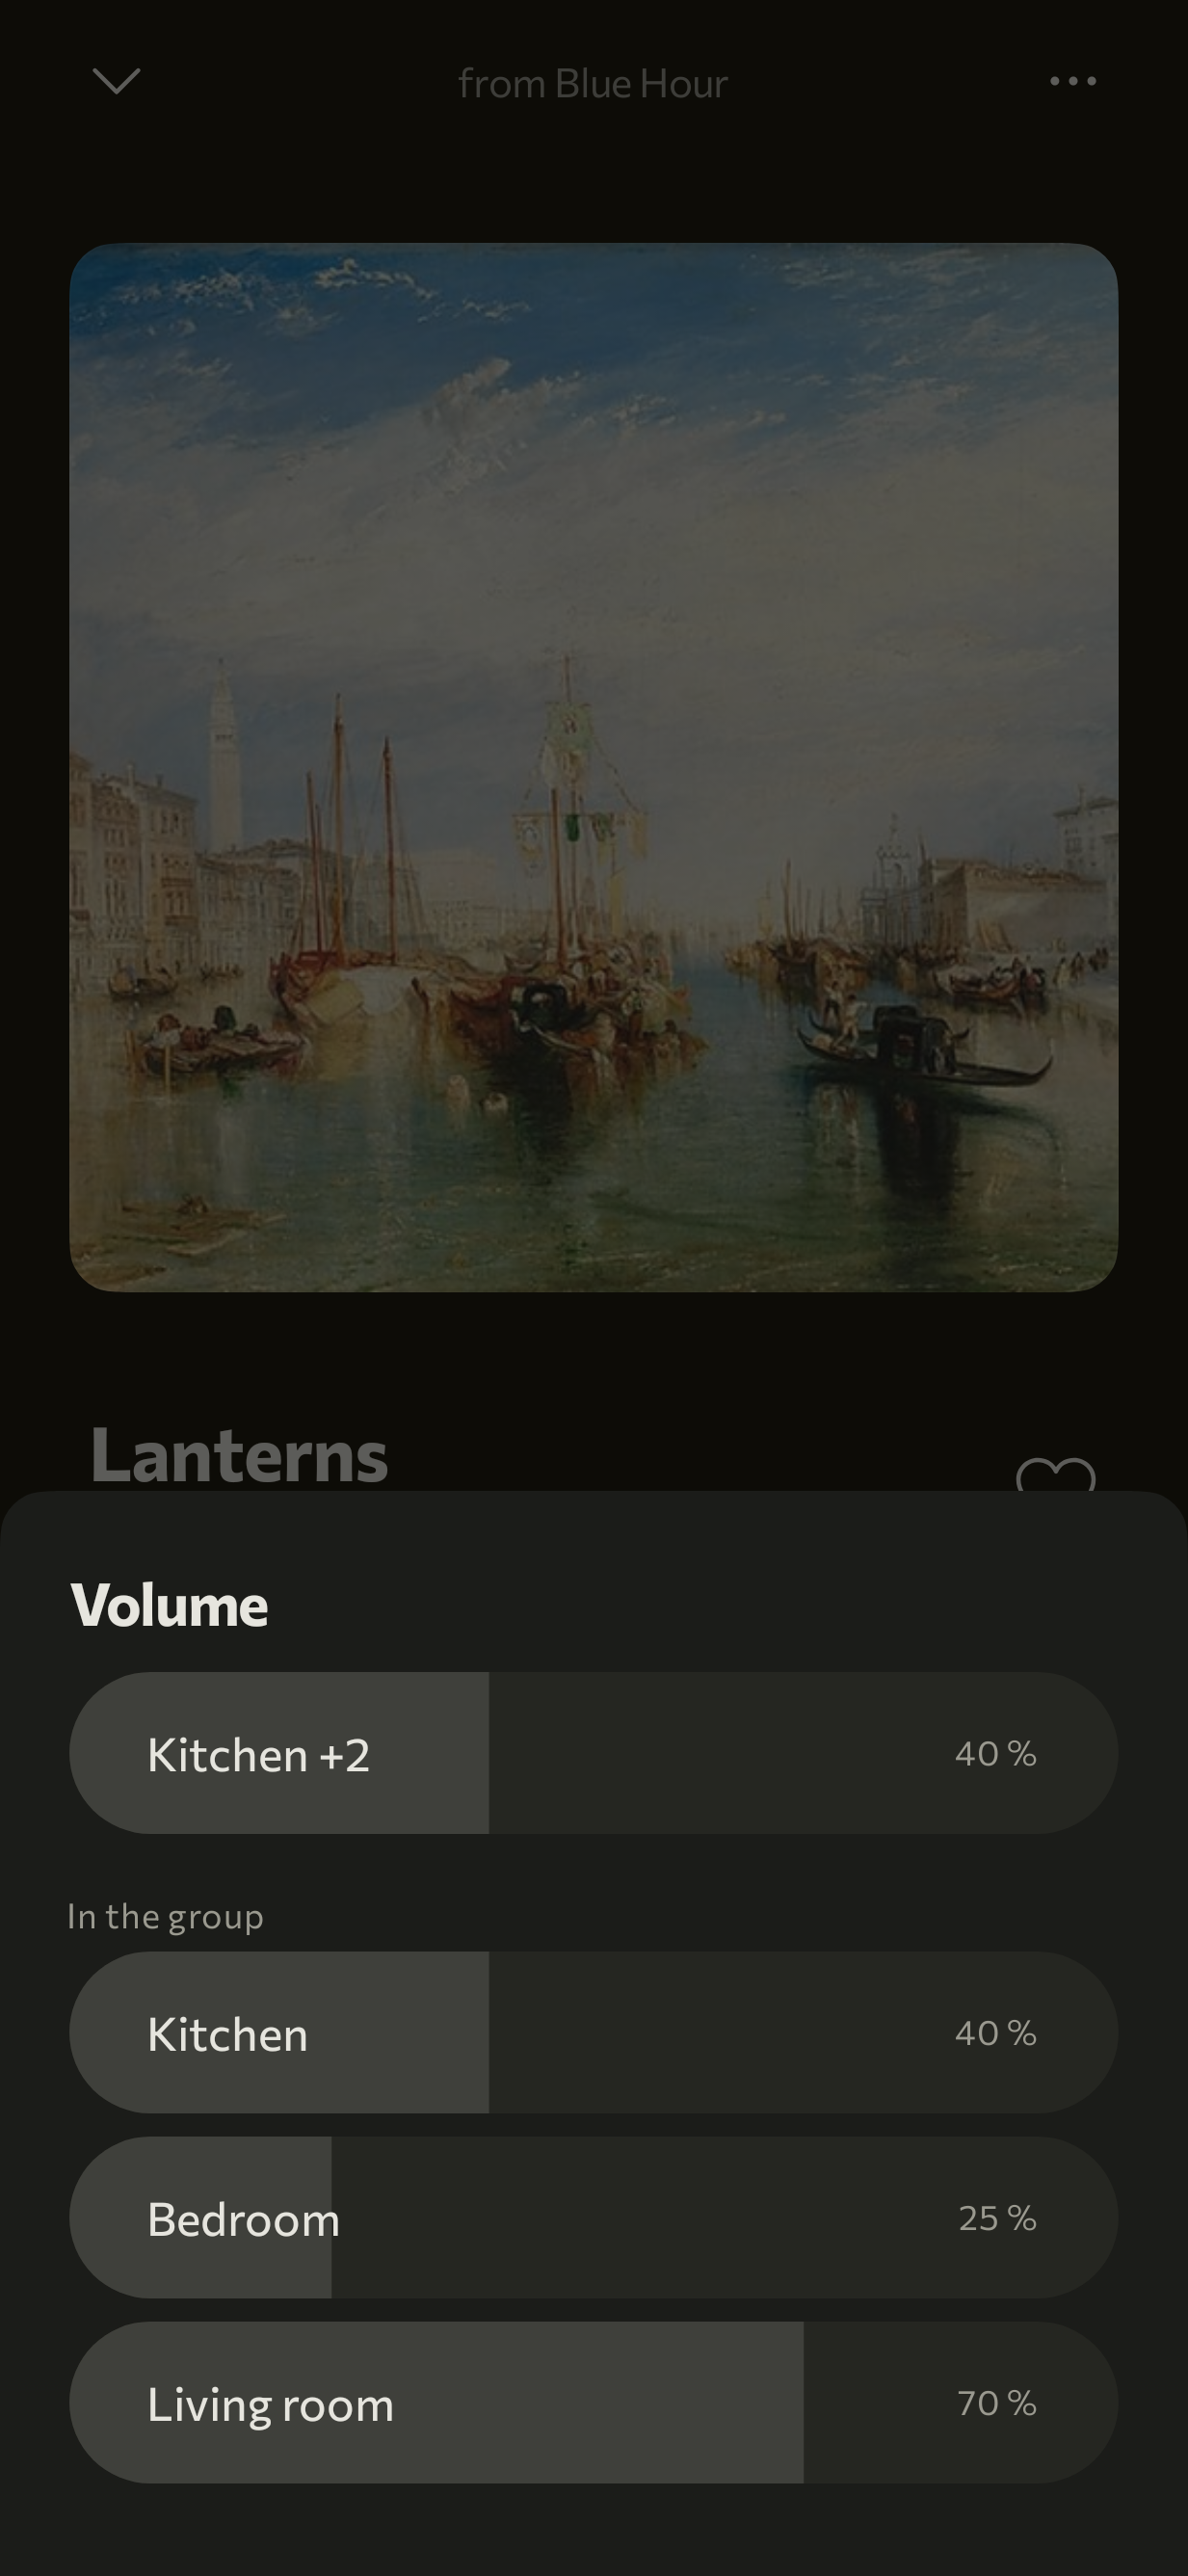 from Blue Hour
Lanterns
Volume
Kitchen +2
40 %
In the group
Kitchen
40 %
Bedroom
25 %
Living room
70 %